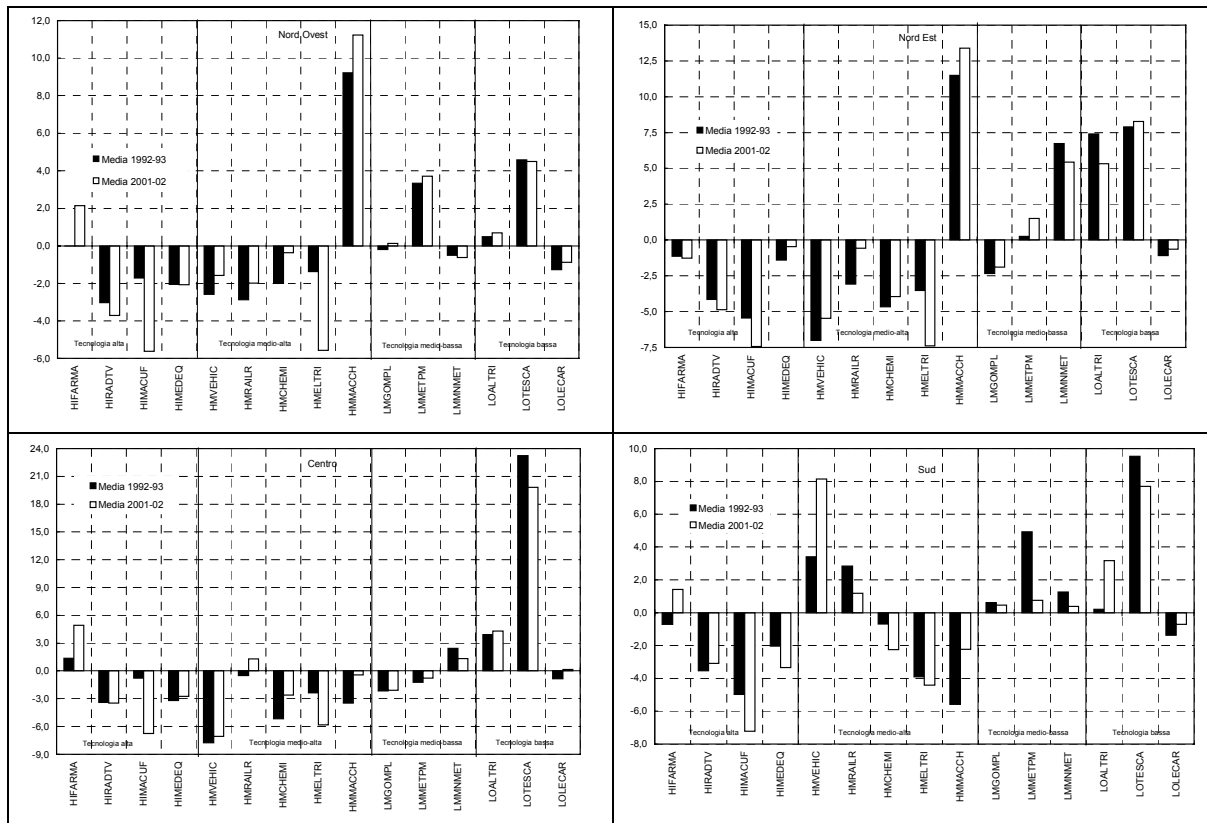 Nord Ovest
12,0
10,0
8,0
6,0
4,0
2,0
0,0
-2,0
-4,0
-6,0
Media 1992-93
Media 2001-02
Tecnologia alta
Tecnologia medio-alta
Tecnologia medio-bassa
Tecnologia bassa
HIFARMA
HIRADTV
HIMACUF
HIMEDEQ
HMVEHIC
HMRAILR
HMCHEMI
HMELTRI
HMMACCH
LMGOMPL
LMMETPM
LMMNMET
LOALTRI
LOTESCA
LOLECAR
Nord Est
15,0
12,5
10,0
7,5
5,0
2,5
0,0
-2,5
-5,0
-7,5
Media 1992-93
Media 2001-02
Tecnologia alta
Tecnologia medio-alta
Tecnologia medio-bassa
Tecnologia bassa
HIFARMA
HIRADTV
HIMACUF
HIMEDEQ
HMVEHIC
HMRAILR
HMCHEMI
HMELTRI
HMMACCH
LMGOMPL
LMMETPM
LMMNMET
LOALTRI
LOTESCA
LOLECAR
Centro
24,0
21,0
18,0
15,0
12,0
9,0
6,0
3,0
0,0
-3,0
-6,0
-9,0
Media 1992-93
Media 2001-02
Tecnologia alta
Tecnologia medio-alta
Tecnologia medio-bassa
Tecnologia bassa
HIFARMA
HIRADTV
HIMACUF
HIMEDEQ
HMVEHIC
HMRAILR
HMCHEMI
HMELTRI
HMMACCH
LMGOMPL
LMMETPM
LMMNMET
LOALTRI
LOTESCA
LOLECAR
Sud
10,0
8,0
6,0
4,0
2,0
0,0
-2,0
-4,0
-6,0
-8,0
Media 1992-93
Media 2001-02
Tecnologia alta
Tecnologia medio-alta
Tecnologia medio-bassa
Tecnologia bassa
HIFARMA
HIRADTV
HIMACUF
HIMEDEQ
HMVEHIC
HMRAILR
HMCHEMI
HMELTRI
HMMACCH
LMGOMPL
LMMETPM
LMMNMET
LOALTRI
LOTESCA
LOLECAR